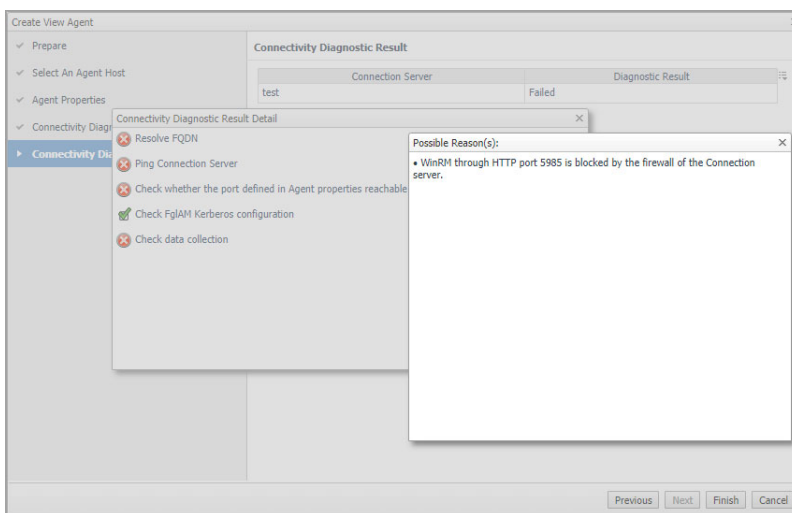 Create View Agent
Prepare
Select An Agent Host
Agent Properties
Connectivity Diagr
Connectivity Dia
Connectivity Diagnostic Result
Connection Server
Diagnostic Result
test
Failed
Connectivity Diagnostic Result Detail
Resolve FQDN
Ping Connection Server
Check whether the port defined in Agent properties reachable
Check FglAM Kerberos configuration
Check data collection
Possible Reason(s):
• WinRM through HTTP port 5985 is blocked by the firewall of the Connection
server.
Previous
Next
Finish
Cancel